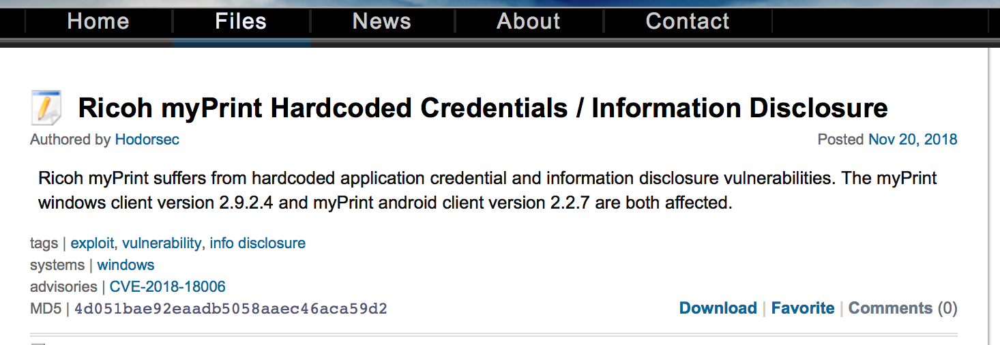 Home Files News About Contact
Ricoh myPrint Hardcoded Credentials / Information Disclosure
Authored by Hodorsec Posted Nov 20, 2018
Ricoh myPrint suffers from hardcoded application credential and information disclosure vulnerabilities. The myPrint
windows client version 2.9.2.4 and myPrint android client version 2.2.7 are both affected.
tags | exploit, vulnerability, info disclosure
systems | windows
advisories | CVE-2018-18006
MD5 | 4d051bae92eaadb5058aaec46aca59d2
Download | Favorite | Comments (0)